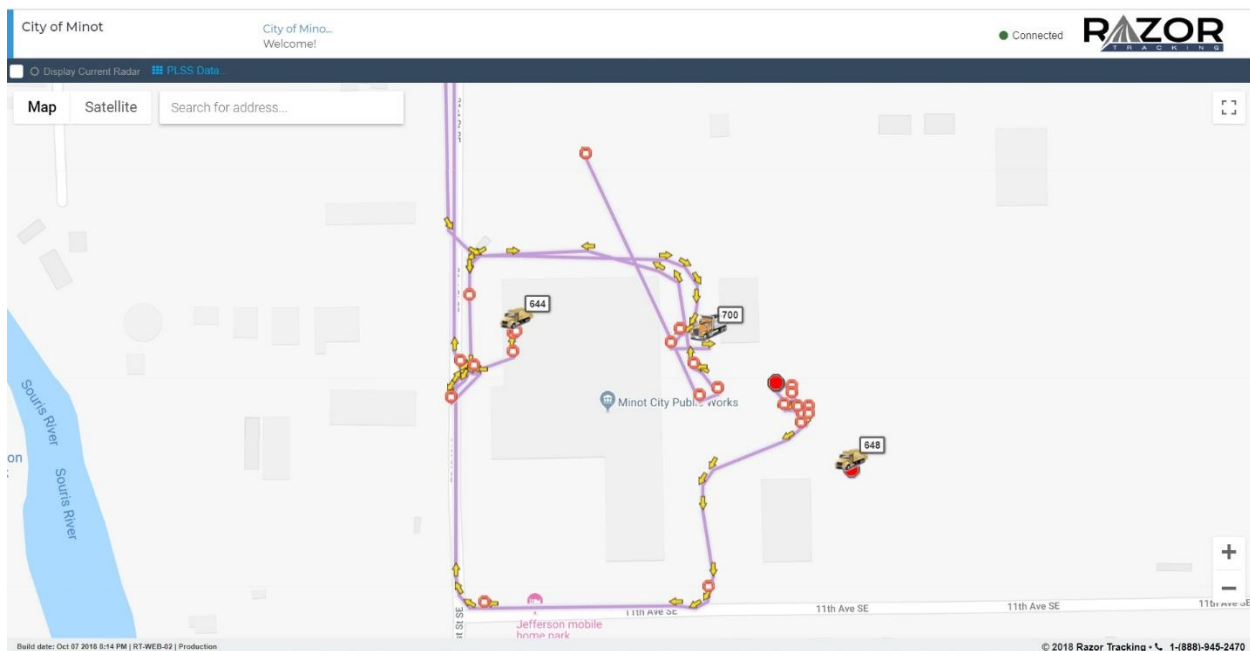 City of Minot
City of Mino...
Welcome!
Connected
RAZOR
TRACKING
Display Current Radar
PLSS Data...
Map
Satellite
Search for address...
644
700
Minot City Public Works
648
Souris River
Souris River
on
11th Ave SE
11th Ave SE
11th Ave SE
11th Ave SE
St SE
Jefferson mobile
home park
Build date: Oct 07 2018 8:14 PM | RT-WEB-02 | Production
© 2018 Razor Tracking • 1-(888)-945-2470